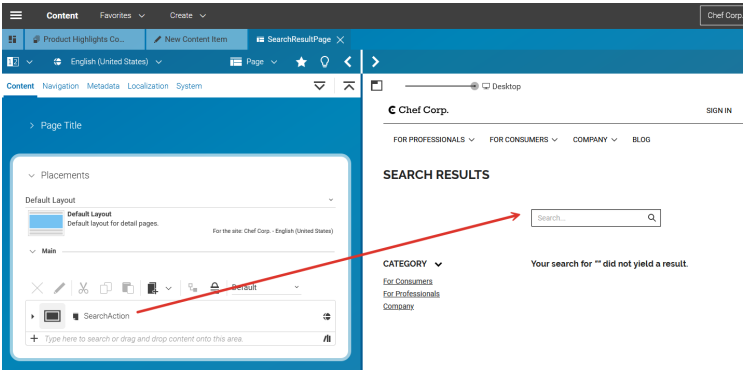 Content Favorites Create Chef Corp.
Product Highlights Co... New Content Item SearchResultPage
English (United States) Page
Content Navigation Metadata Localization System
Desktop
Chef Corp. SIGN IN
Page Title
FOR PROFESSIONALS FOR CONSUMERS COMPANY BLOG
Placements
SEARCH RESULTS
Default Layout
Default Layout
Default layout for detail pages.
For the site: Chef Corp. - English (United States)
Search...
Main
CATEGORY
Your search for "" did not yield a result.
For Consumers
For Professionals
Company
Default
SearchAction
Type here to search or drag and drop content onto this area.